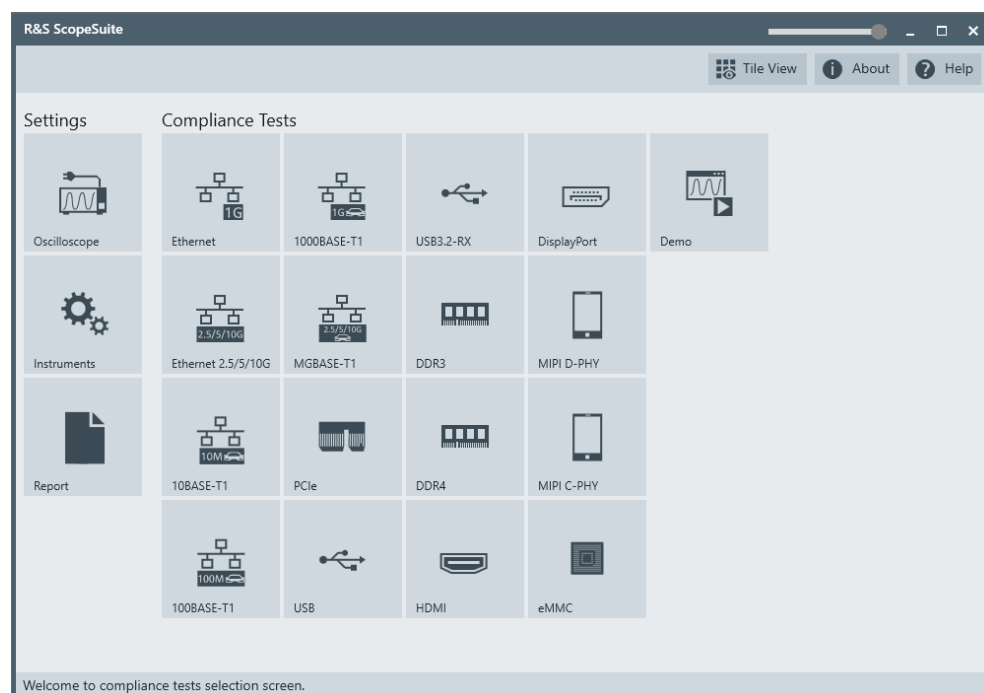 R&S ScopeSuite
Tile View
About
Help
Settings
Compliance Tests
Oscilloscope
1G
Ethernet
1G
1000BASE-T1
USB3.2-RX
DisplayPort
Demo
Instruments
2.5/5/10G
Ethernet 2.5/5/10G
2.5/5/10G
MGBASE-T1
DDR3
MIPI D-PHY
Report
10M
10BASE-T1
PCIe
DDR4
MIPI C-PHY
100M
100BASE-T1
USB
HDMI
eMMC
Welcome to compliance tests selection screen.